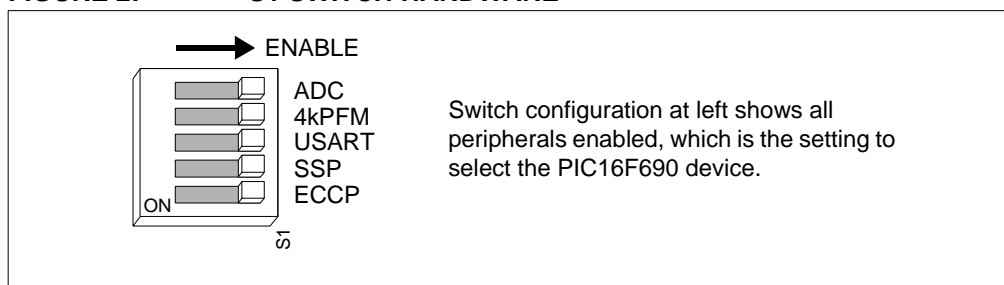 ENABLE
ADC
4kPFM
USART
SSP
ECCP
ON
S1
Switch configuration at left shows all
peripherals enabled, which is the setting to
select the PIC16F690 device.